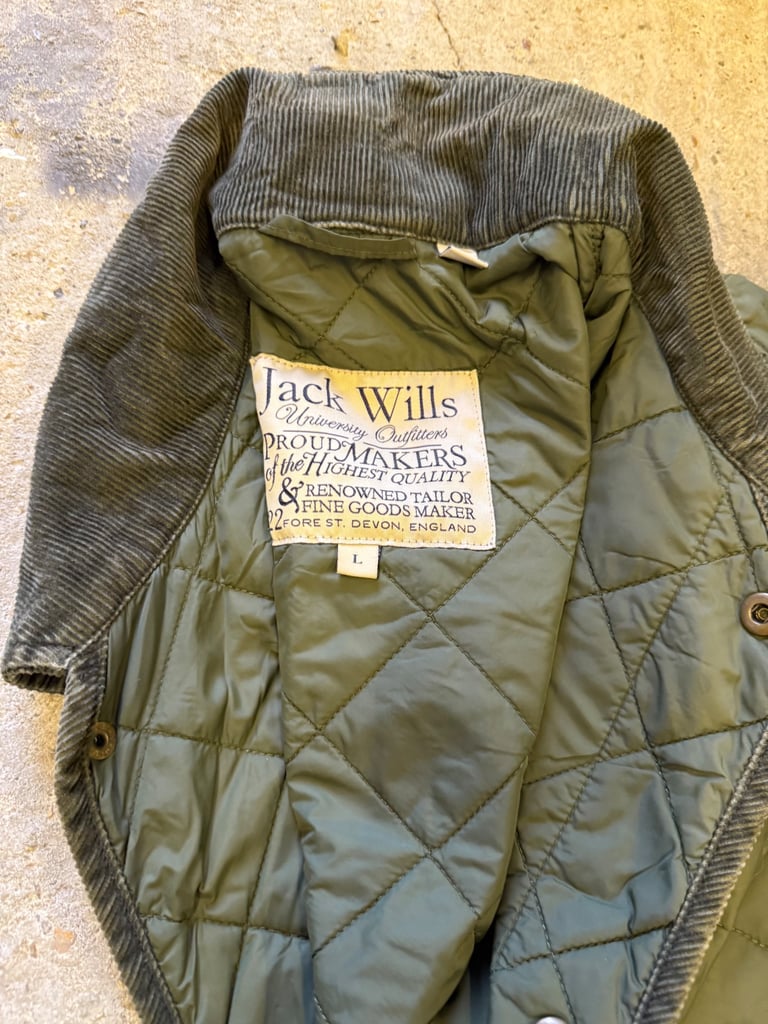 Jack Wills
University Outfitters
PROUD MAKERS
of the HIGHEST QUALITY
& RENOWNED TAILOR
FINE GOODS MAKER
22 FORE ST. DEVON, ENGLAND
L